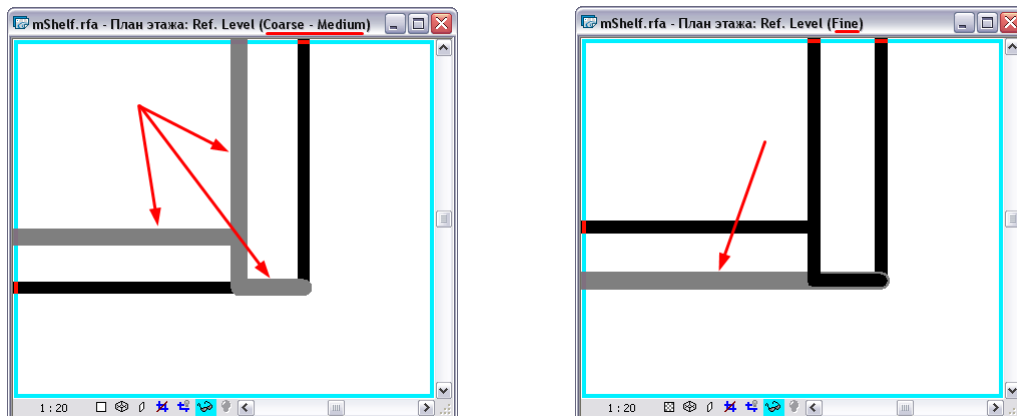 mShelf.rfa - План этажа: Ref. Level (Coarse - Medium)
1 : 20
mShelf.rfa - План этажа: Ref. Level (Fine)
1 : 20